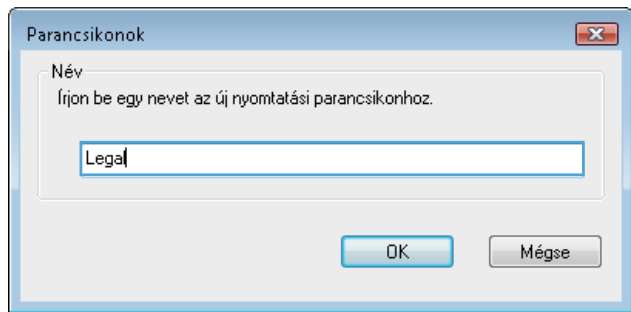 Parancsikonok
Név
Írjon be egy nevet az új nyomtatási parancsikonhoz.
Legal
OK
Mégse